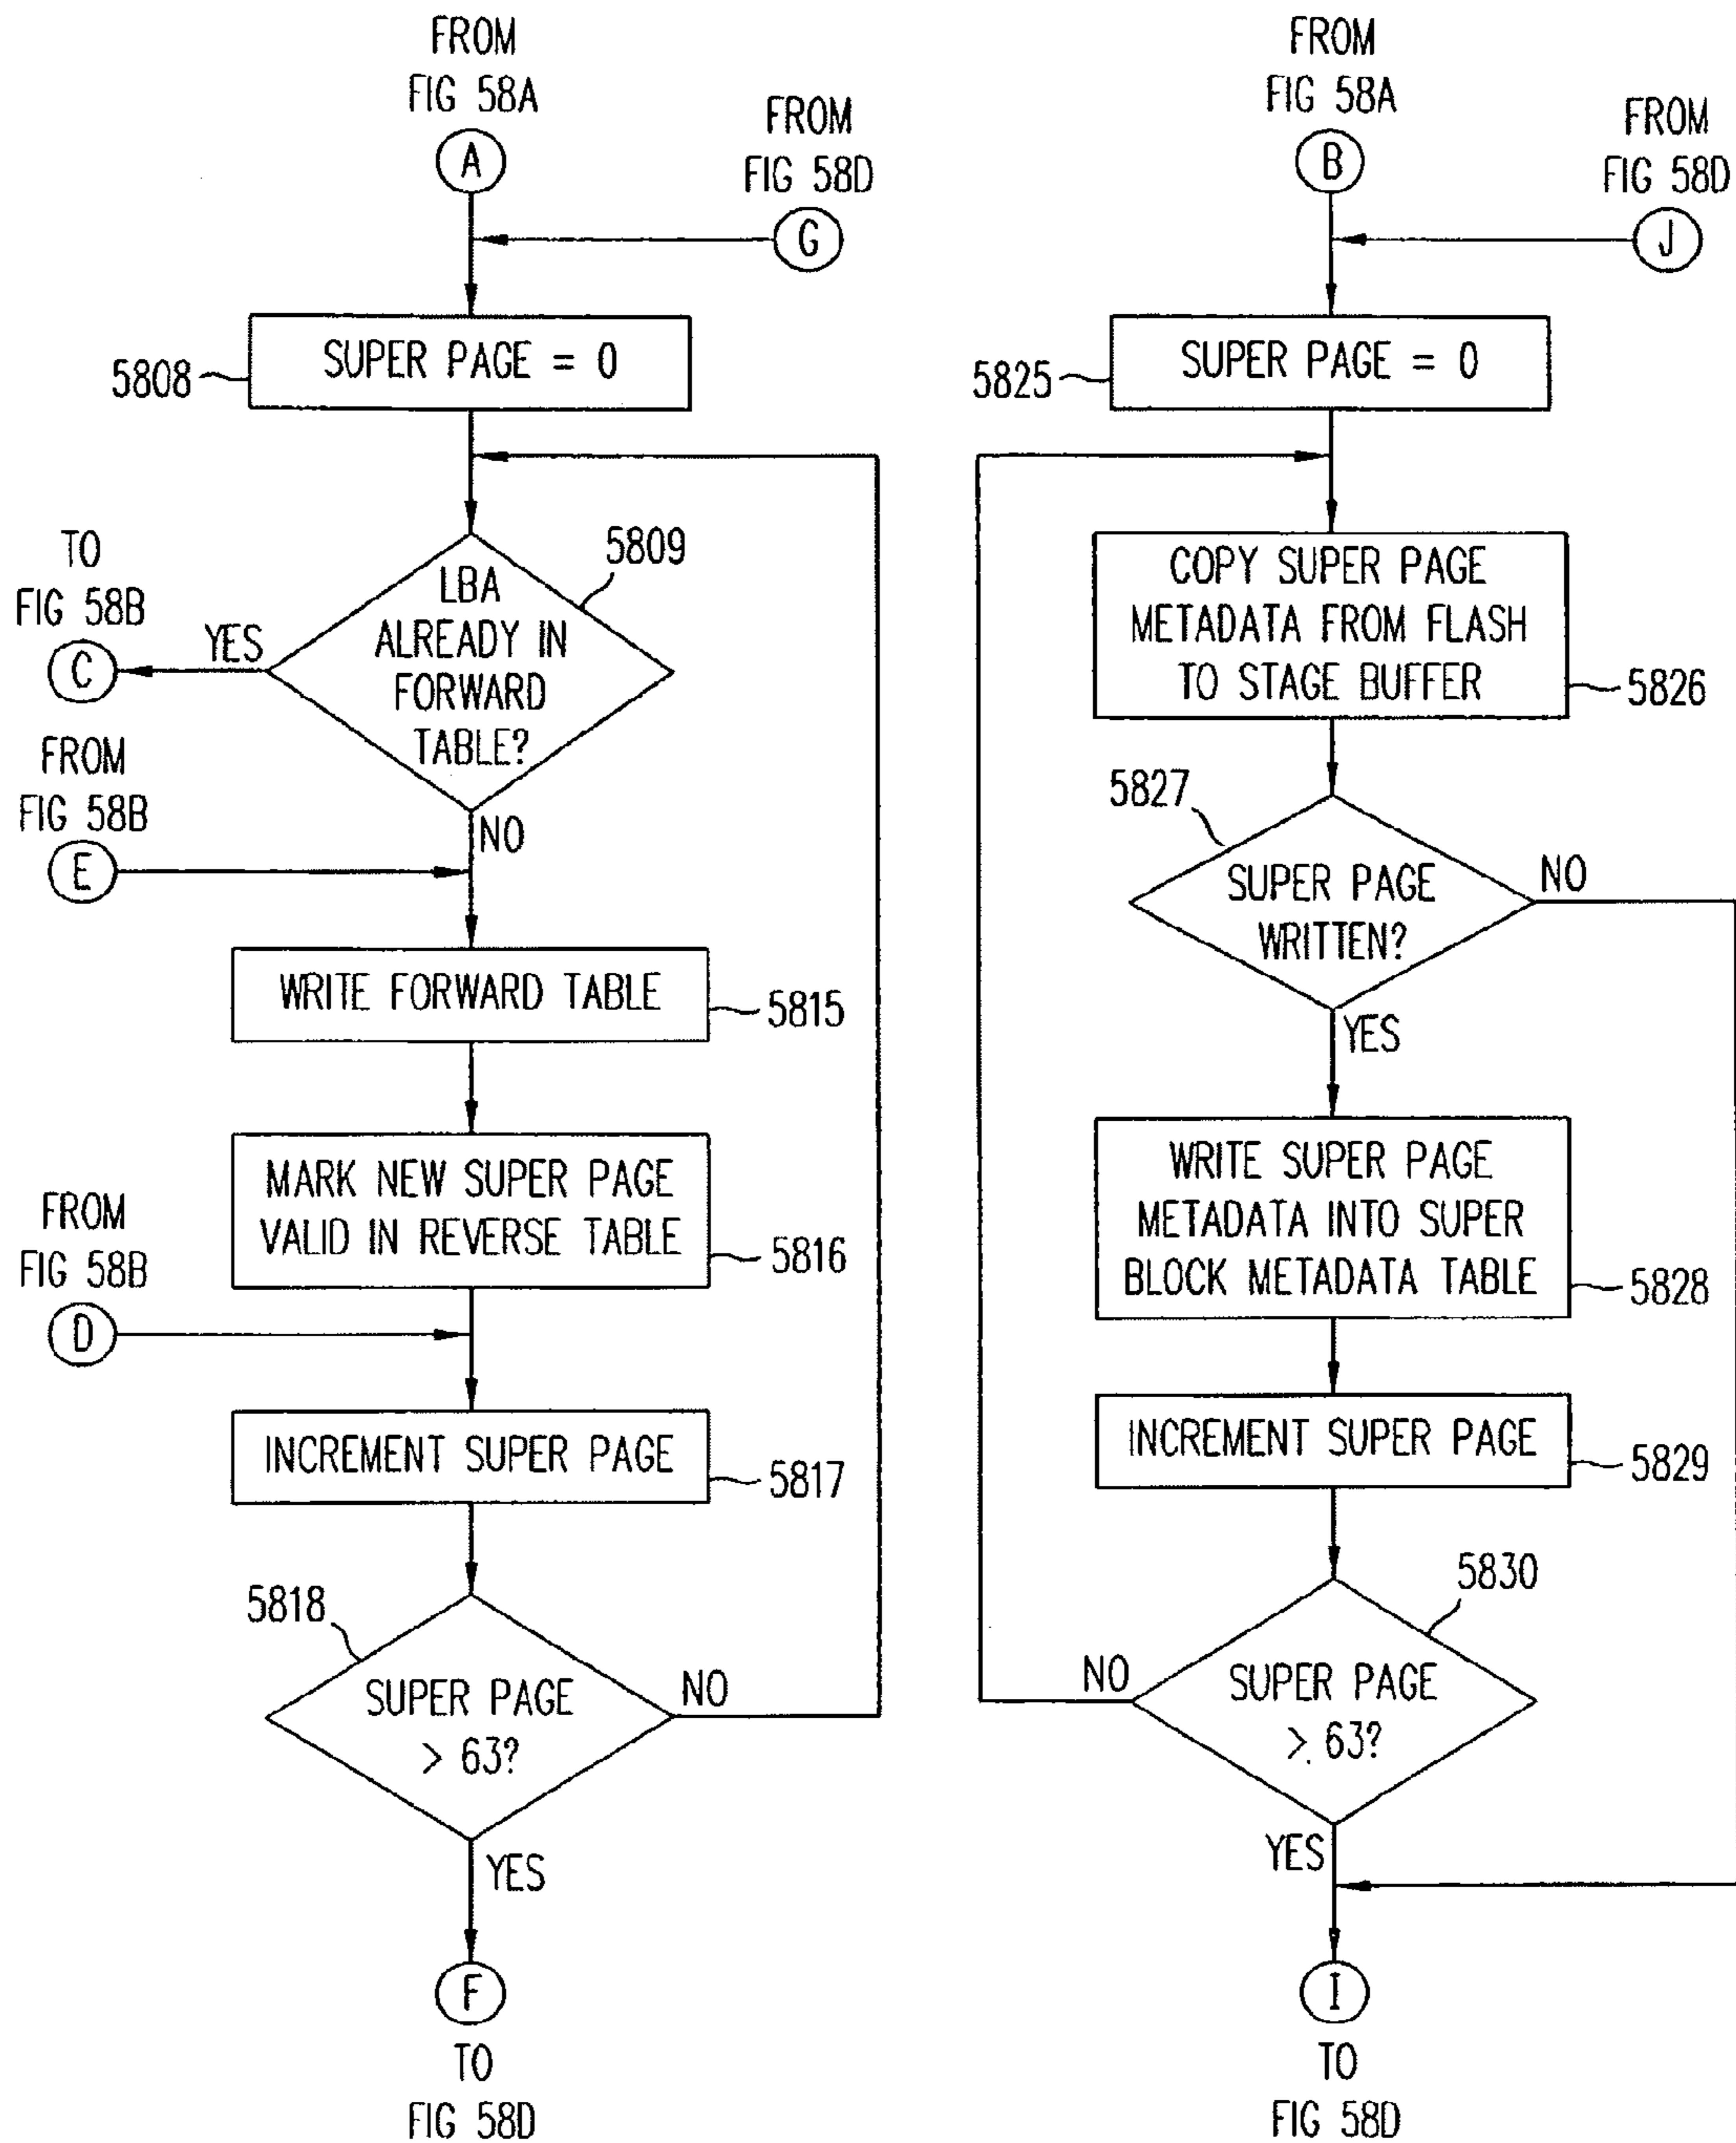 FROM
FIG 58A
A
FROM
FIG 58D
G
SUPER PAGE = 0
5808
LBA
ALREADY IN
FORWARD
TABLE?
5809
TO
FIG 58B
C
YES
NO
FROM
FIG 58B
E
WRITE FORWARD TABLE
5815
MARK NEW SUPER PAGE
VALID IN REVERSE TABLE
5816
FROM
FIG 58B
D
INCREMENT SUPER PAGE
5817
5818
SUPER PAGE
> 63?
NO
YES
F
TO
FIG 58D
FROM
FIG 58A
B
FROM
FIG 58D
J
SUPER PAGE = 0
5825
COPY SUPER PAGE
METADATA FROM FLASH
TO STAGE BUFFER
5826
5827
SUPER PAGE
WRITTEN?
NO
YES
WRITE SUPER PAGE
METADATA INTO SUPER
BLOCK METADATA TABLE
5828
INCREMENT SUPER PAGE
5829
5830
SUPER PAGE
> 63?
NO
YES
I
TO
FIG 58D